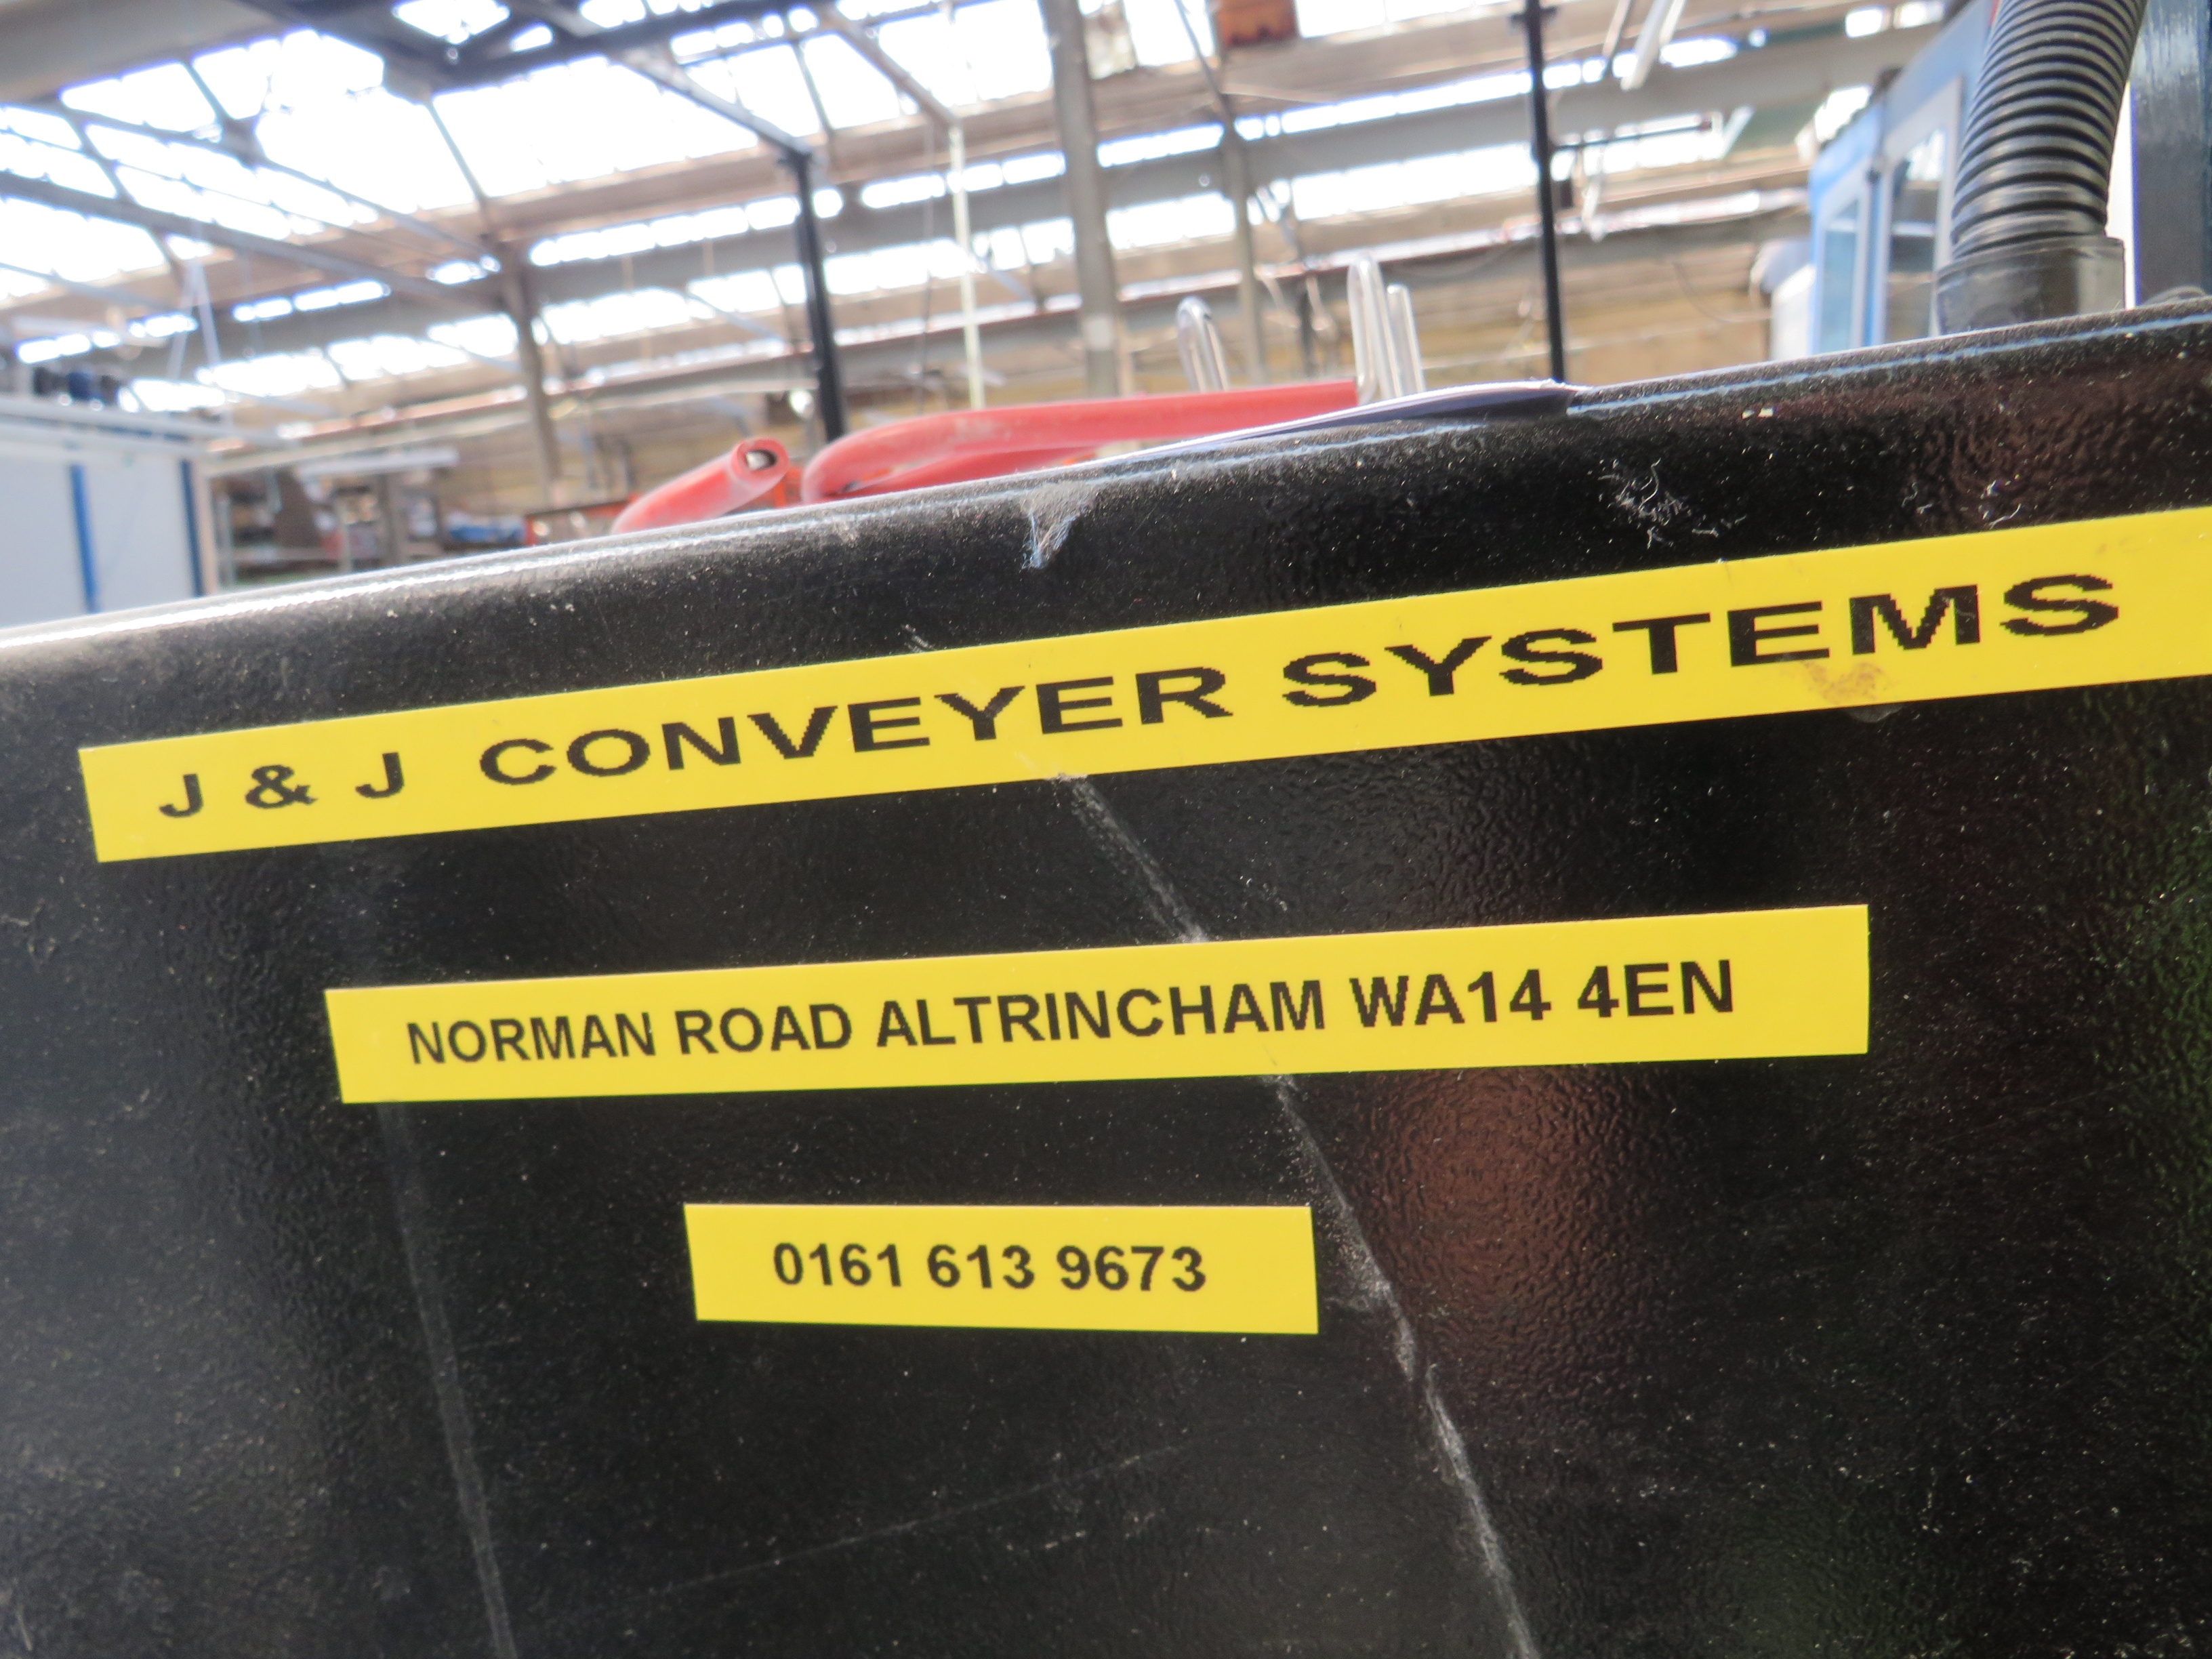 J & J CONVEYER SYSTEMS
NORMAN ROAD ALTRINCHAM WA14 4EN
0161 613 9673